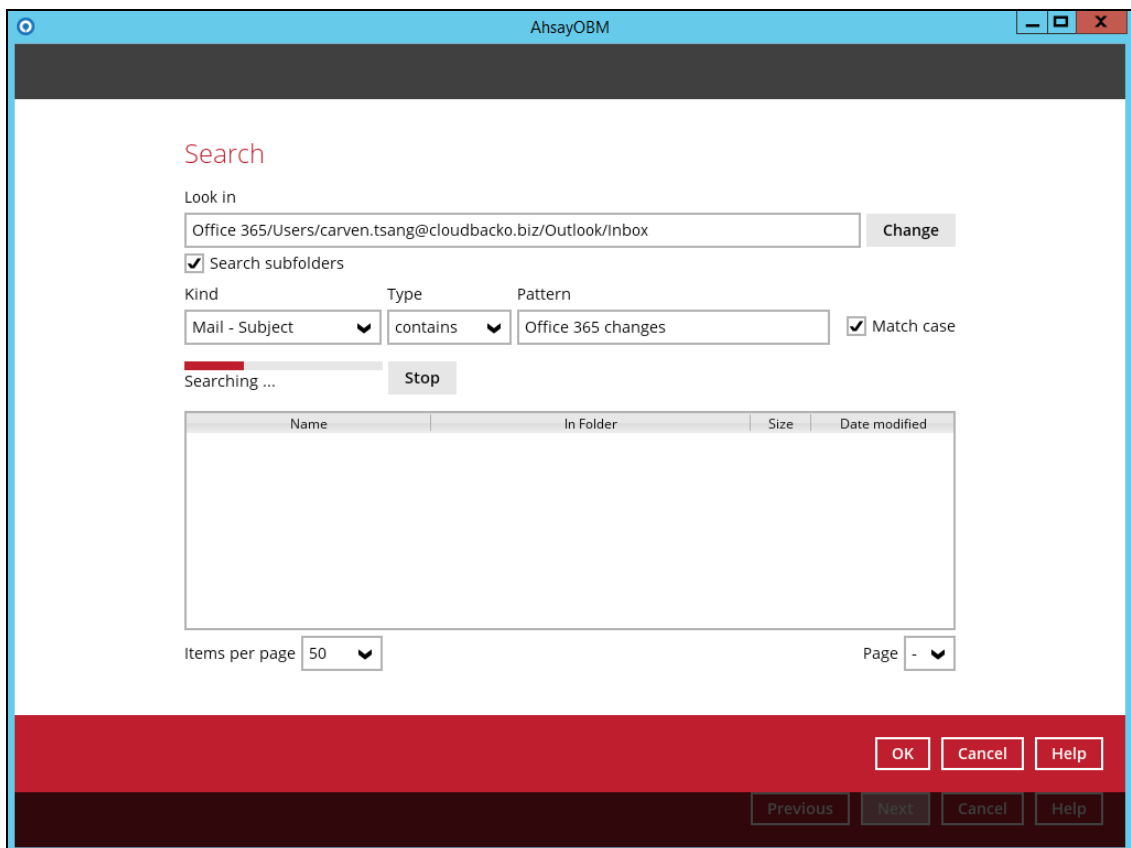 AhsayOBM
Search
Look in
Office 365/Users/carven.tsang@cloudbacko.biz/Outlook/Inbox Change
Search subfolders
Kind Type Pattern
Mail - Subject contains Office 365 changes Match case
Searching ... Stop
Name In Folder Size Date modified
Items per page 50 Page -
OK Cancel Help
Previous Next Cancel Help